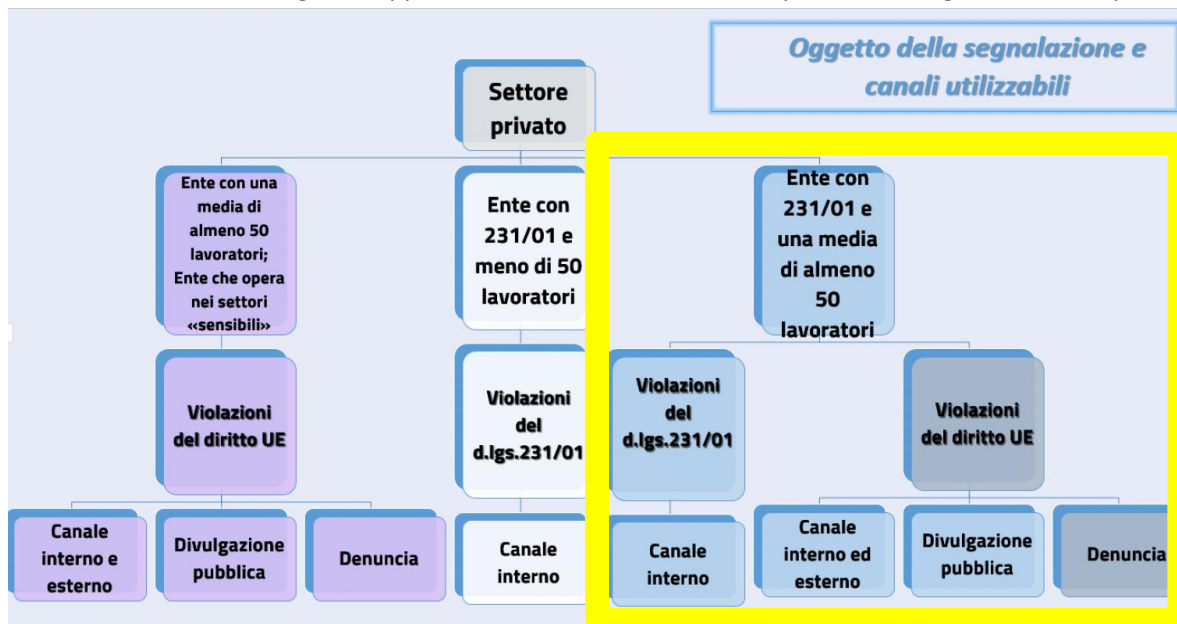 Oggetto della segnalazione e
canali utilizzabili
Settore
privato
Ente con una
media di
almeno 50
lavoratori;
Ente che opera
nei settori
«sensibili»
Ente con
231/01 e
meno di 50
lavoratori
Ente con
231/01 e
una media
di almeno
50
lavoratori
Violazioni
del diritto UE
Violazioni
del
d.lgs.231/01
Violazioni
del
d.lgs.231/01
Violazioni
del diritto UE
Canale
interno e
esterno
Divulgazione
pubblica
Denuncia
Canale
interno
Canale
interno
Canale
interno ed
esterno
Divulgazione
pubblica
Denuncia